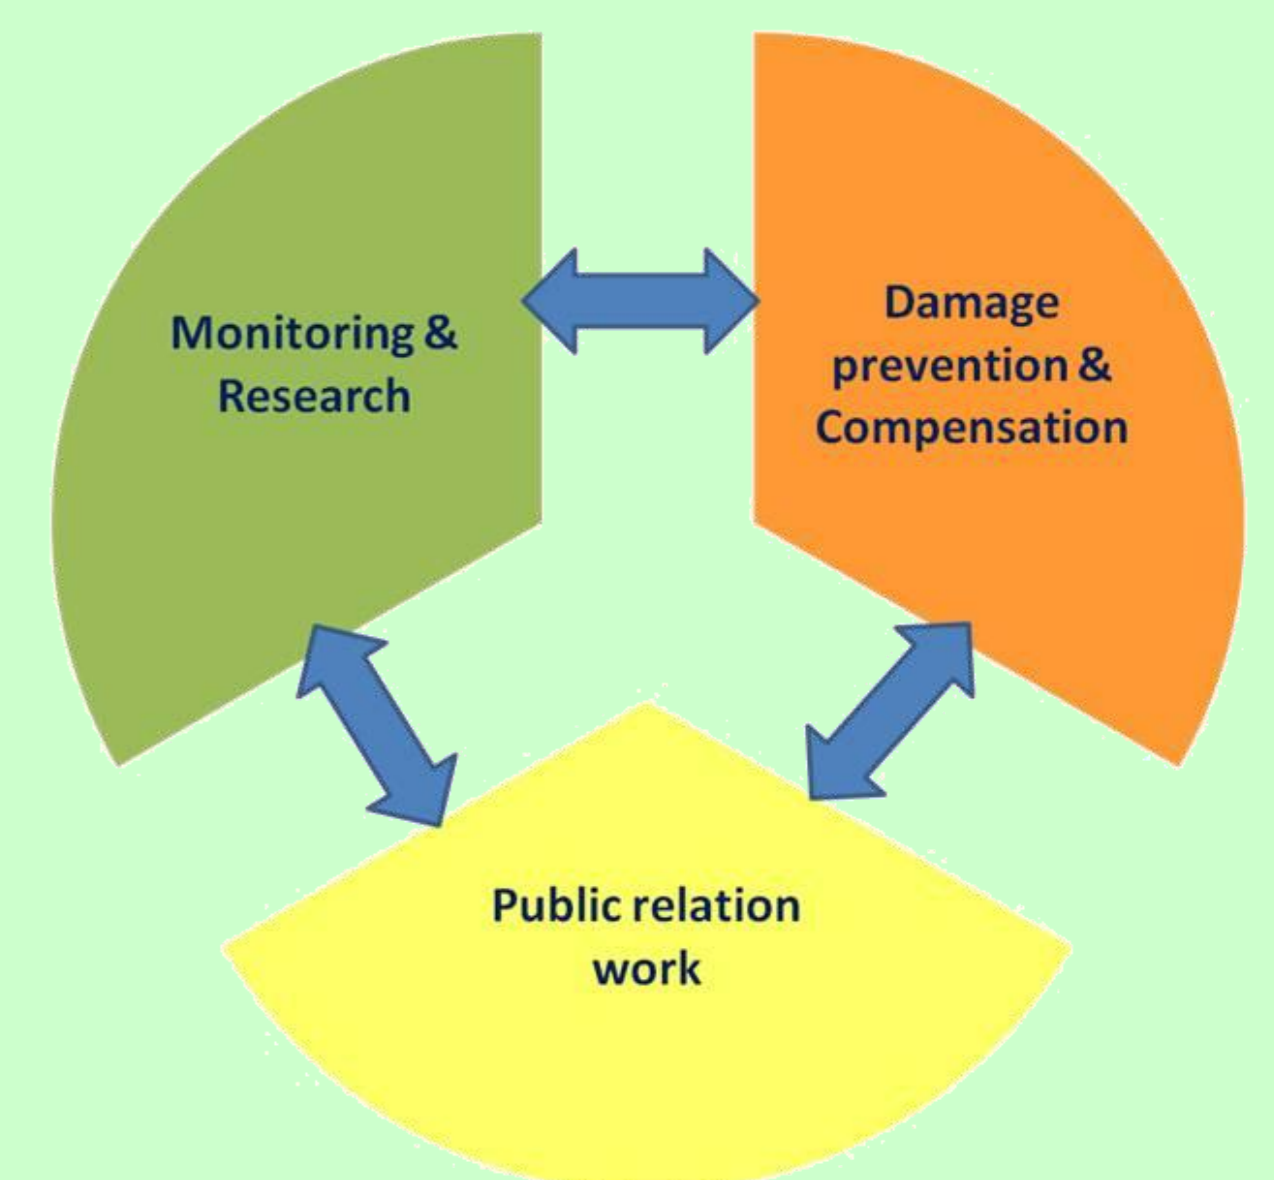 Monitoring &
Research
Damage
prevention &
Compensation
Public relation
work